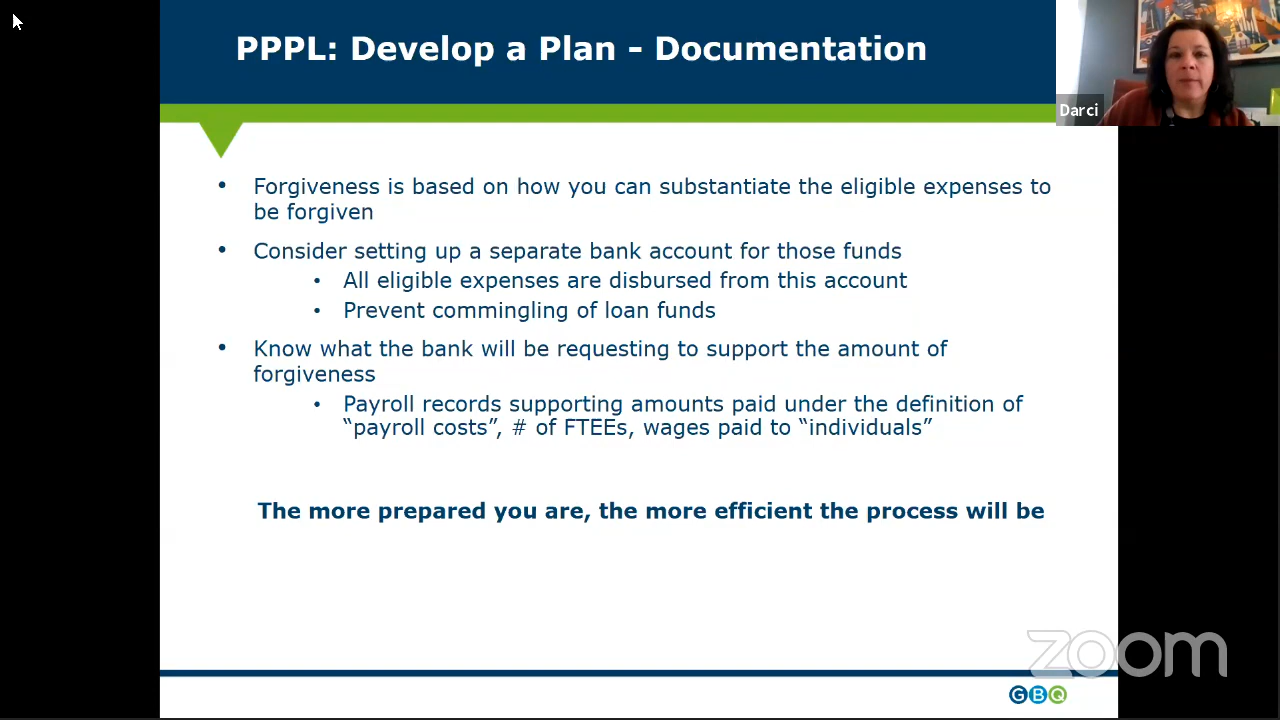 PPPL: Develop a Plan - Documentation
Darci
• Forgiveness is based on how you can substantiate the eligible expenses to
be forgiven
• Consider setting up a separate bank account for those funds
• All eligible expenses are disbursed from this account
• Prevent commingling of loan funds
• Know what the bank will be requesting to support the amount of
forgiveness
• Payroll records supporting amounts paid under the definition of
“payroll costs”, # of FTEEs, wages paid to “individuals”
The more prepared you are, the more efficient the process will be
zoom
GBQ